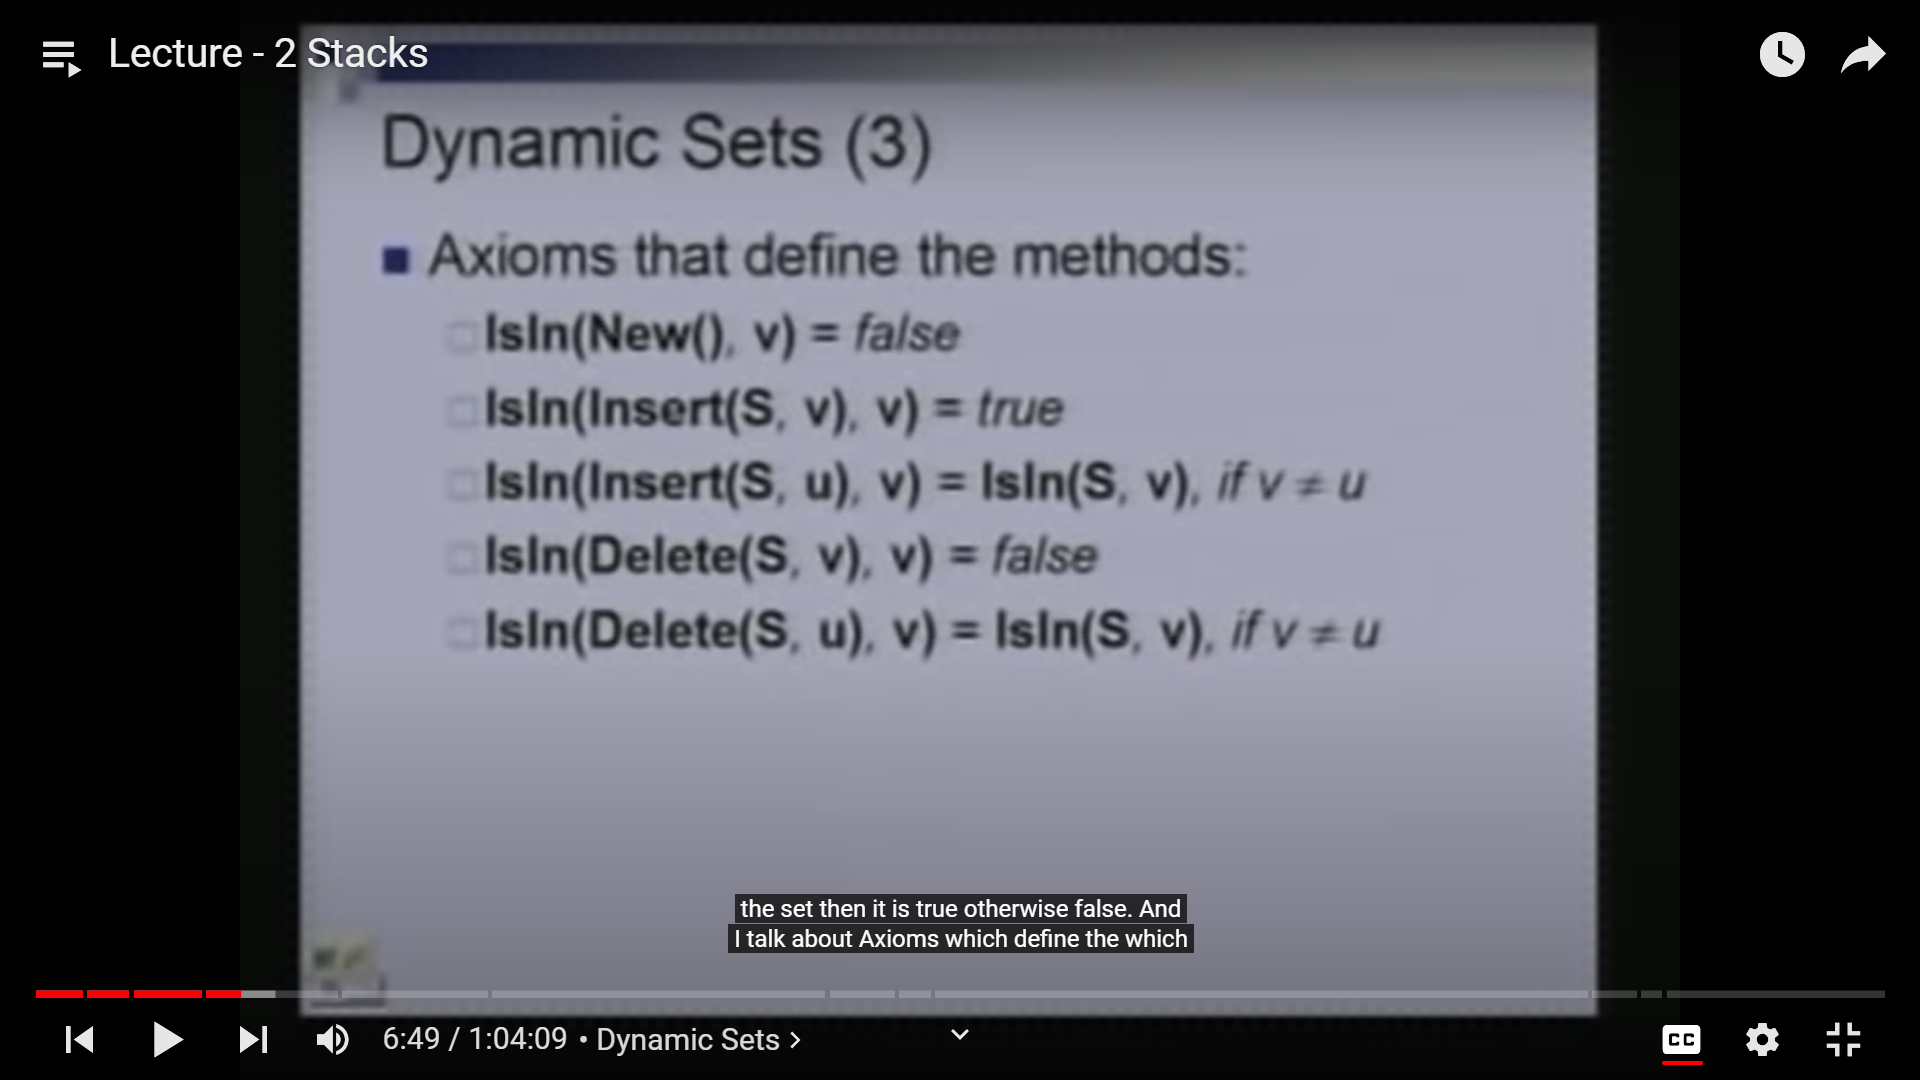 Lecture - 2 Stacks
Dynamic Sets (3)
Axioms that define the methods:
IsIn(New(), v) = false
IsIn(Insert(S, v), v) = true
IsIn(Insert(S, u), v) = IsIn(S, v), if v ≠ u
IsIn(Delete(S, v), v) = false
IsIn(Delete(S, u), v) = IsIn(S, v), if v ≠ u
the set then it is true otherwise false. And
I talk about Axioms which define the which
6:49 / 1:04:09 • Dynamic Sets >
CC